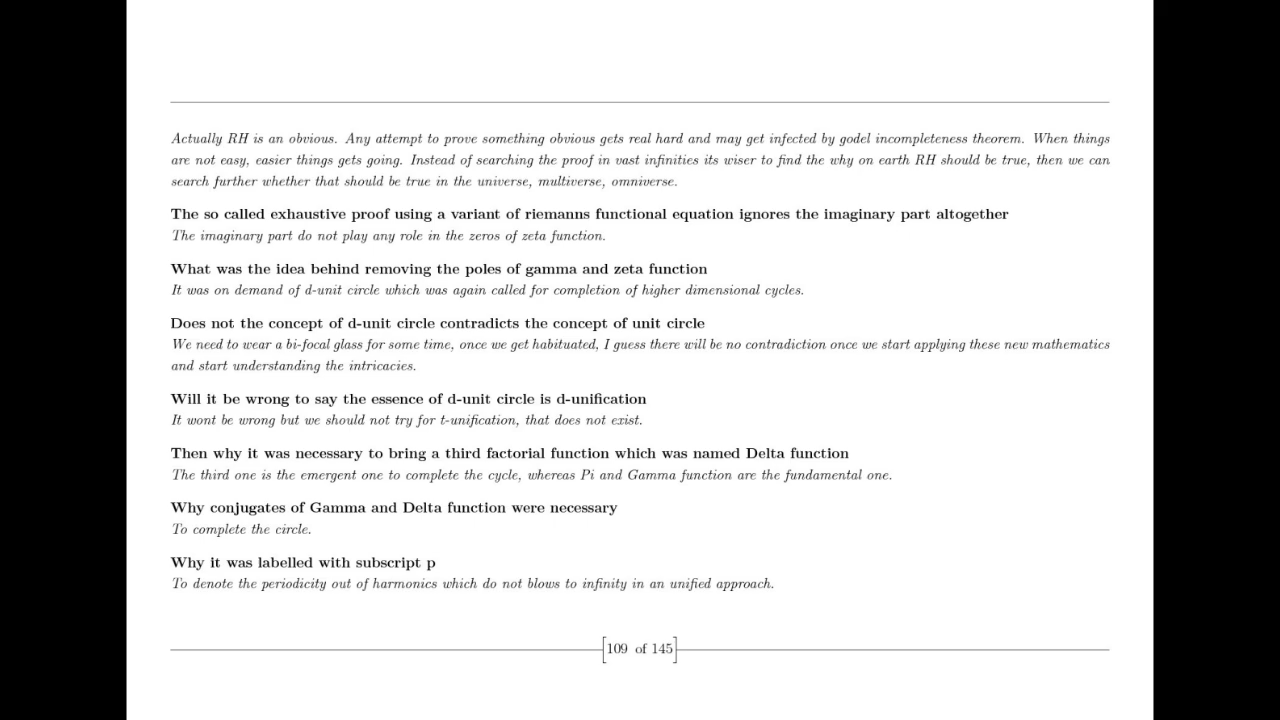 Actually RH is an obvious. Any attempt to prove something obvious gets real hard and may get infected by godel incompleteness theorem. When things
are not easy, easier things gets going. Instead of searching the proof in vast infinities its wiser to find the why on earth RH should be true, then we can
search further whether that should be true in the universe, multiverse, omniverse.
The so called exhaustive proof using a variant of riemanns functional equation ignores the imaginary part altogether
The imaginary part do not play any role in the zeros of zeta function.
What was the idea behind removing the poles of gamma and zeta function
It was on demand of d-unit circle which was again called for completion of higher dimensional cycles.
Does not the concept of d-unit circle contradicts the concept of unit circle
We need to wear a bi-focal glass for some time, once we get habituated, I guess there will be no contradiction once we start applying these new mathematics
and start understanding the intricacies.
Will it be wrong to say the essence of d-unit circle is d-unification
It wont be wrong but we should not try for t-unification, that does not exist.
Then why it was necessary to bring a third factorial function which was named Delta function
The third one is the emergent one to complete the cycle, whereas Pi and Gamma function are the fundamental one.
Why conjugates of Gamma and Delta function were necessary
To complete the circle.
Why it was labelled with subscript p
To denote the periodicity out of harmonics which do not blows to infinity in an unified approach.
109 of 145